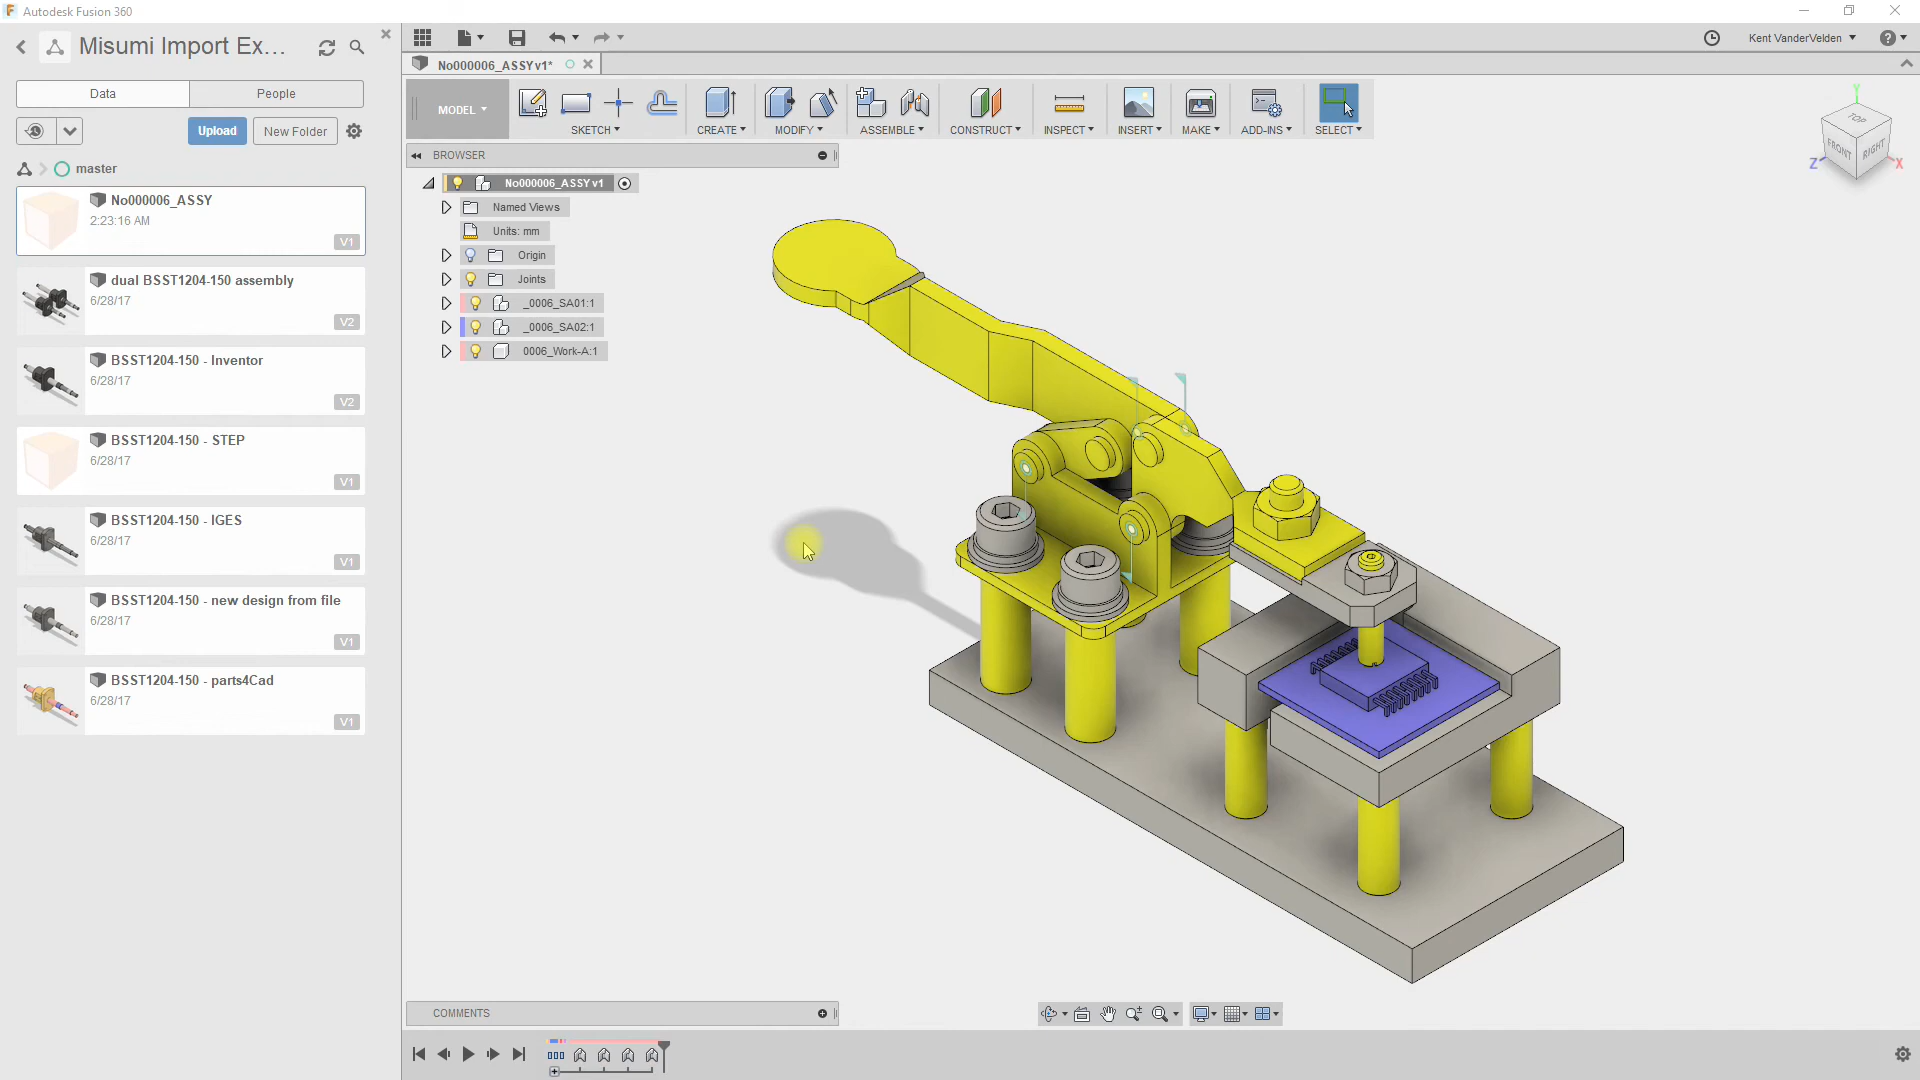 Autodesk Fusion 360
Misumi Import Ex...
Data
People
Upload
New Folder
master
No000006_ASSY
2:23:16 AM
V1
dual BSST1204-150 assembly
6/28/17
V2
BSST1204-150 - Inventor
6/28/17
V2
BSST1204-150 - STEP
6/28/17
V1
BSST1204-150 - IGES
6/28/17
V1
BSST1204-150 - new design from file
6/28/17
V1
BSST1204-150 - parts4Cad
6/28/17
V1
Kent VanderVelden
No000006_ASSY v1*
MODEL
SKETCH
CREATE
MODIFY
ASSEMBLE
CONSTRUCT
INSPECT
INSERT
MAKE
ADD-INS
SELECT
BROWSER
No000006_ASSY v1
Named Views
Units: mm
Origin
Joints
_0006_SA01:1
_0006_SA02:1
0006_Work-A:1
Y
TOP
FRONT
RIGHT
Z
X
COMMENTS